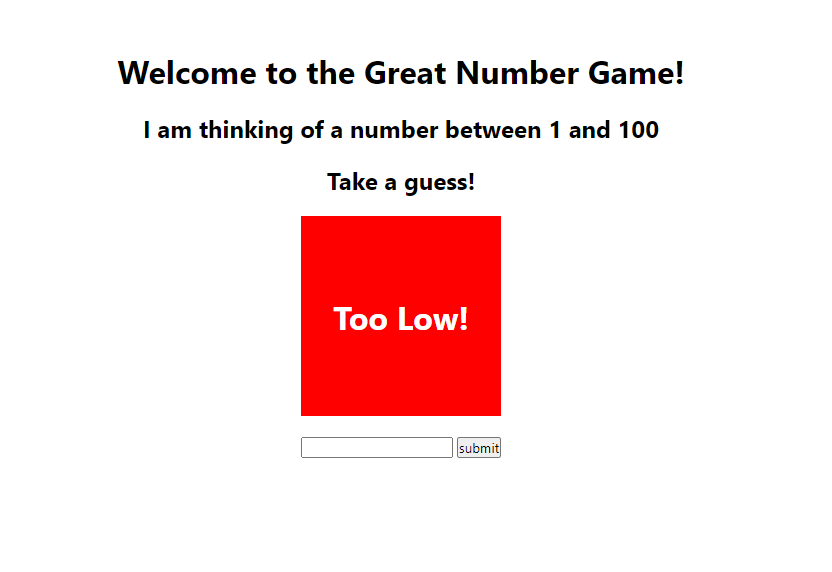 Welcome to the Great Number Game!
I am thinking of a number between 1 and 100
Take a guess!
Too Low!
submit